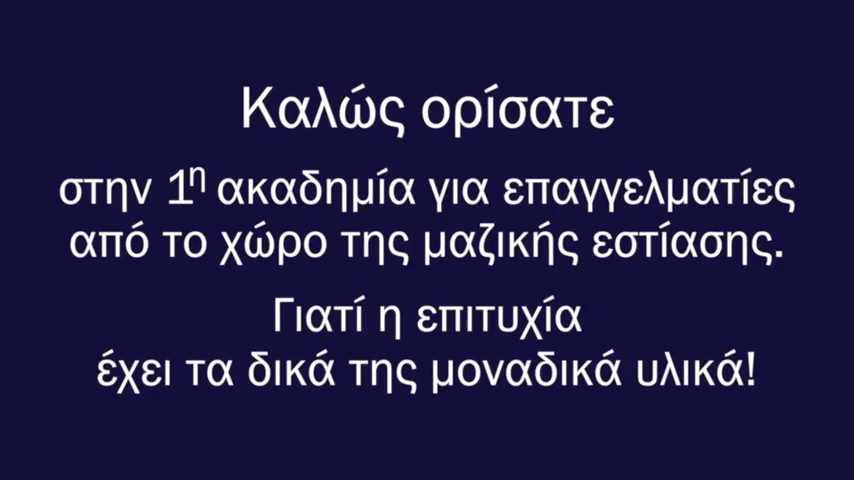 Καλώς ορίσατε
στην 1η ακαδημία για επαγγελματίες
από το χώρο της μαζικής εστίασης.
Γιατί η επιτυχία
έχει τα δικά της μοναδικά υλικά!